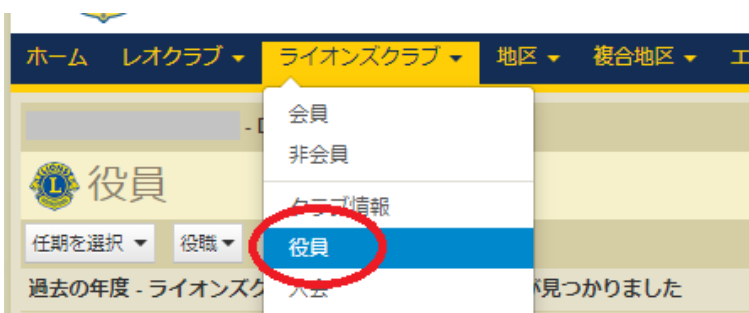 ホーム レオクラブ ライオンズクラブ 地区 複合地区 エ
会員
- D
非会員
役員
クラブ情報
任期を選択 役職
役員
過去の年度 - ライオンズク 入会 が見つかりました